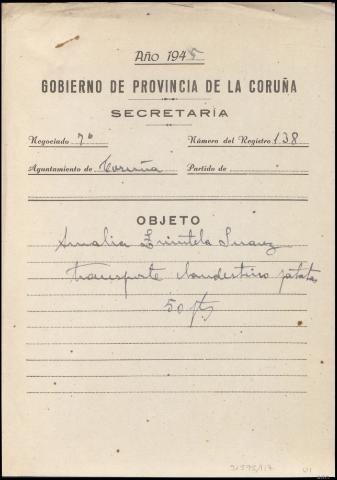 Año 1945
GOBIERNO DE PROVINCIA DE LA CORUÑA
SECRETARÍA
Negociado 7º Número del Registro 138
Ayuntamiento de Coruña Partido de
OBJETO
Amalia Quintela Suarez
transporte clandestino patatas
50 pts